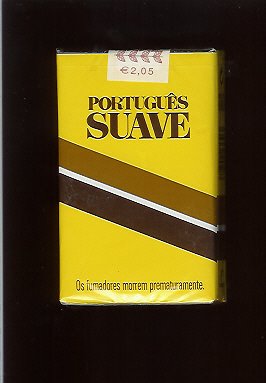 €2,05
PORTUGUÊS
SUAVE
Os fumadores morrem prematuramente.